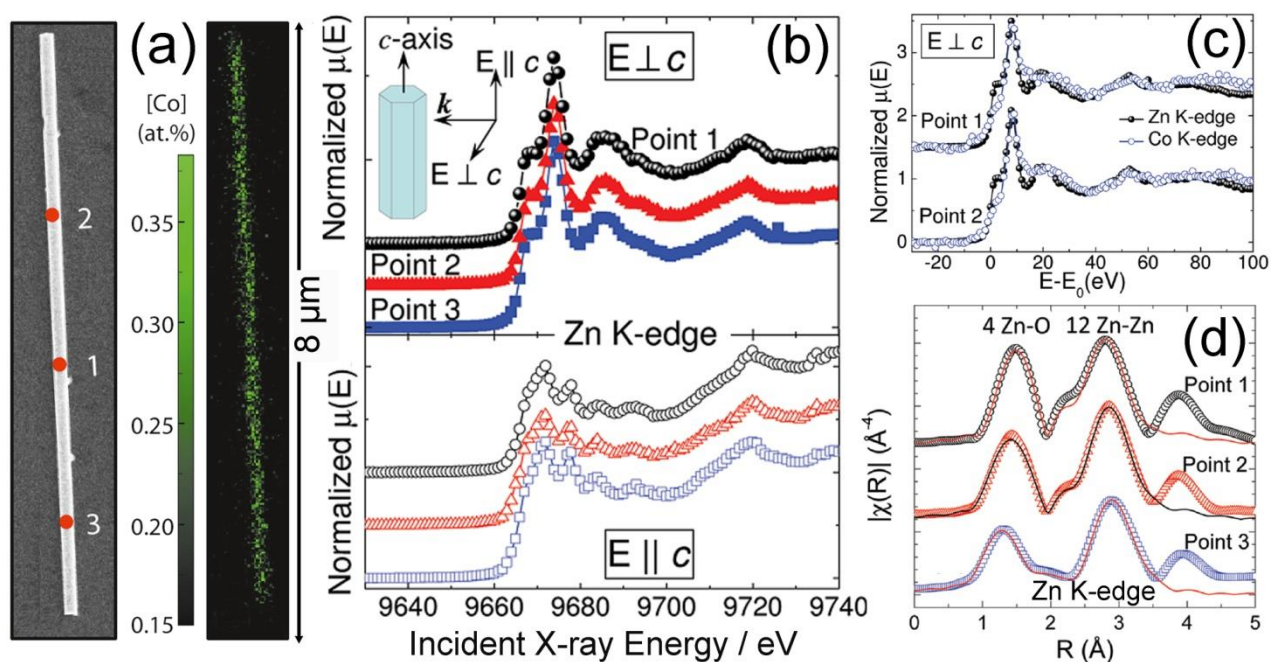 (a)
[Co]
(at.%)
0.35
0.30
0.25
0.20
0.15
2
1
3
8 μm
(b)
c-axis
E || c
k
E ⊥ c
E ⊥ c
Point 1
Point 2
Point 3
Zn K-edge
E || c
Normalized μ(E)
Normalized μ(E)
9640 9660 9680 9700 9720 9740
Incident X-ray Energy / eV
(c)
E ⊥ c
Normalized μ(E)
3
2
1
0
Point 1
Point 2
Zn K-edge
Co K-edge
-20 0 20 40 60 80 100
E-E₀(eV)
(d)
4 Zn-O 12 Zn-Zn
Point 1
Point 2
Point 3
Zn K-edge
|χ(R)| (Å⁻⁴)
0 1 2 3 4 5
R (Å)